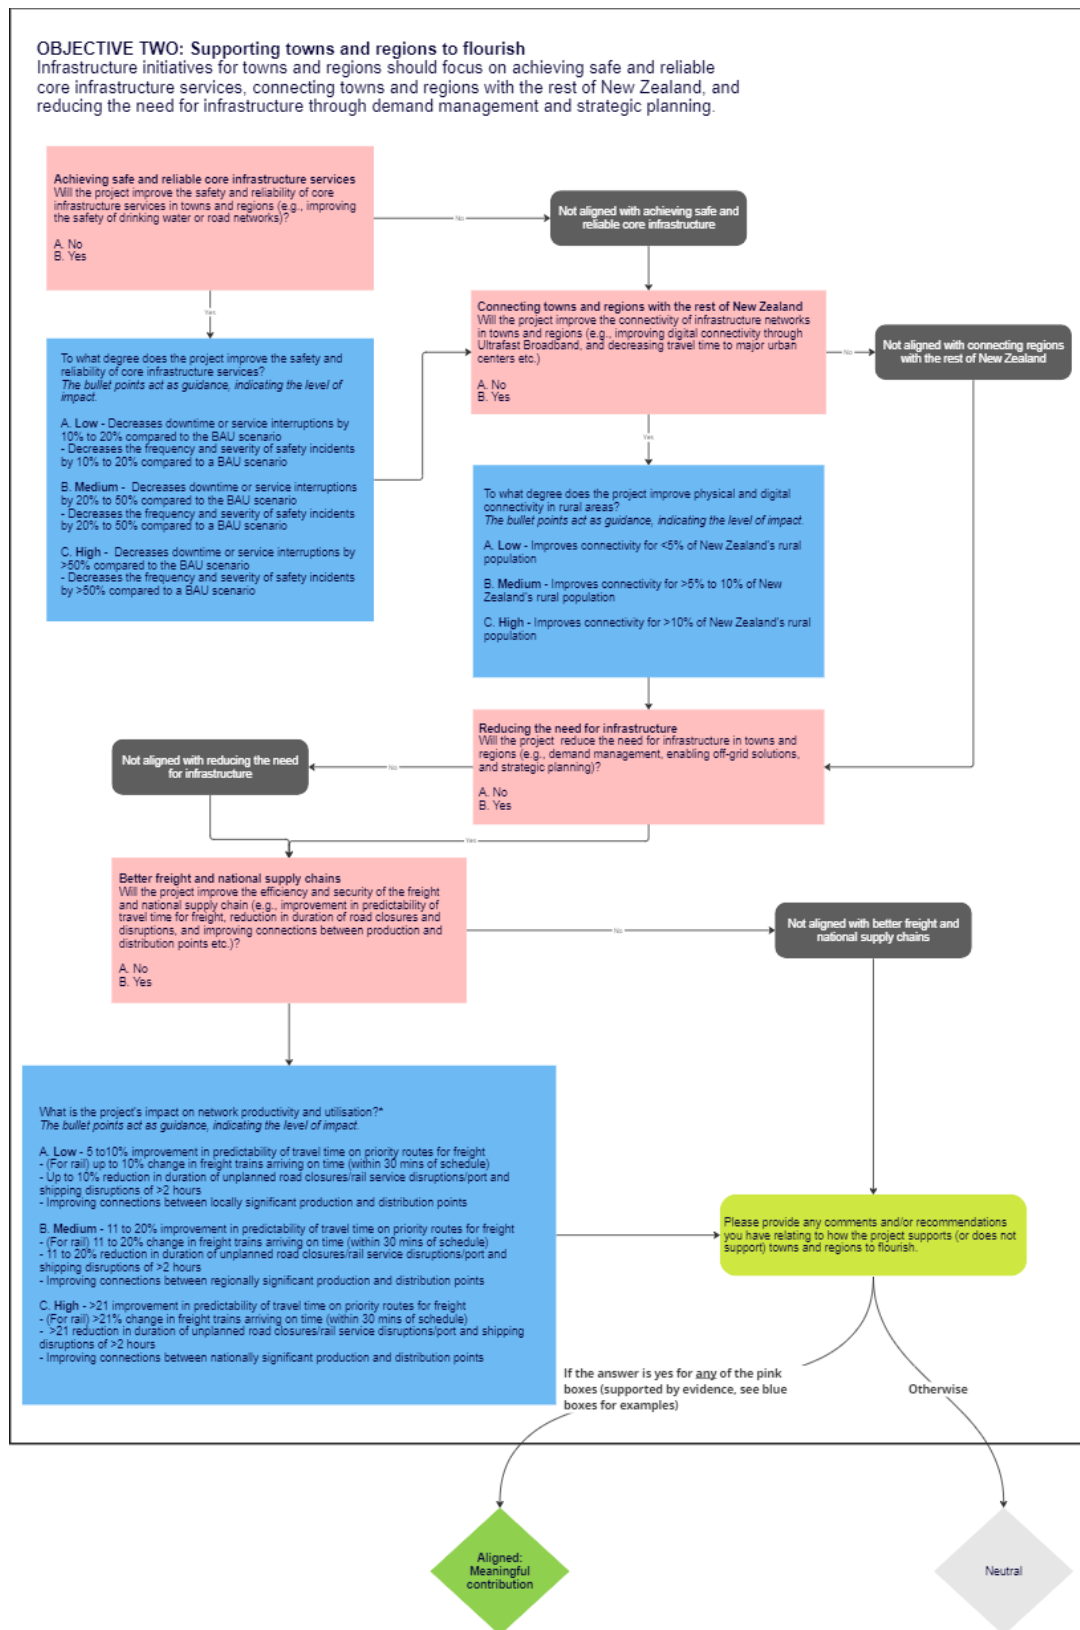 OBJECTIVE TWO: Supporting towns and regions to flourish
Infrastructure initiatives for towns and regions should focus on achieving safe and reliable
core infrastructure services, connecting towns and regions with the rest of New Zealand, and
reducing the need for infrastructure through demand management and strategic planning.
Achieving safe and reliable core infrastructure services
Will the project improve the safety and reliability of core
infrastructure services in towns and regions (e.g., improving
the safety of drinking water or road networks)?
A. No
B. Yes
No
Not aligned with achieving safe and
reliable core infrastructure
Yes
To what degree does the project improve the safety and
reliability of core infrastructure services?
The bullet points act as guidance, indicating the level of
impact.
A. Low - Decreases downtime or service interruptions by
10% to 20% compared to the BAU scenario
- Decreases the frequency and severity of safety incidents
by 10% to 20% compared to a BAU scenario
B. Medium - Decreases downtime or service interruptions
by 20% to 50% compared to the BAU scenario
- Decreases the frequency and severity of safety incidents
by 20% to 50% compared to a BAU scenario
C. High - Decreases downtime or service interruptions by
>50% compared to the BAU scenario
- Decreases the frequency and severity of safety incidents
by >50% compared to a BAU scenario
Connecting towns and regions with the rest of New Zealand
Will the project improve the connectivity of infrastructure networks
in towns and regions (e.g., improving digital connectivity through
Ultrafast Broadband, and decreasing travel time to major urban
centers etc.)
A. No
B. Yes
No
Not aligned with connecting regions
with the rest of New Zealand
Yes
To what degree does the project improve physical and digital
connectivity in rural areas?
The bullet points act as guidance, indicating the level of impact.
A. Low - Improves connectivity for <5% of New Zealand's rural
population
B. Medium - Improves connectivity for >5% to 10% of New
Zealand's rural population
C. High - Improves connectivity for >10% of New Zealand's rural
population
Reducing the need for infrastructure
Will the project reduce the need for infrastructure in towns and
regions (e.g., demand management, enabling off-grid solutions,
and strategic planning)?
A. No
B. Yes
No
Not aligned with reducing the need
for infrastructure
Yes
Better freight and national supply chains
Will the project improve the efficiency and security of the freight
and national supply chain (e.g., improvement in predictability of
travel time for freight, reduction in duration of road closures and
disruptions, and improving connections between production and
distribution points etc.)?
A. No
B. Yes
No
Not aligned with better freight and
national supply chains
What is the project's impact on network productivity and utilisation?*
The bullet points act as guidance, indicating the level of impact.
A. Low - 5 to10% improvement in predictability of travel time on priority routes for freight
- (For rail) up to 10% change in freight trains arriving on time (within 30 mins of schedule)
- Up to 10% reduction in duration of unplanned road closures/rail service disruptions/port and
shipping disruptions of >2 hours
- Improving connections between locally significant production and distribution points
B. Medium - 11 to 20% improvement in predictability of travel time on priority routes for freight
- (For rail) 11 to 20% change in freight trains arriving on time (within 30 mins of schedule)
- 11 to 20% reduction in duration of unplanned road closures/rail service disruptions/port and
shipping disruptions of >2 hours
- Improving connections between regionally significant production and distribution points
C. High - >21 improvement in predictability of travel time on priority routes for freight
- (For rail) >21% change in freight trains arriving on time (within 30 mins of schedule)
- >21 reduction in duration of unplanned road closures/rail service disruptions/port and shipping
disruptions of >2 hours
- Improving connections between nationally significant production and distribution points
Please provide any comments and/or recommendations
you have relating to how the project supports (or does not
support) towns and regions to flourish.
If the answer is yes for any of the pink
boxes (supported by evidence, see blue
boxes for examples)
Otherwise
Aligned:
Meaningful
contribution
Neutral